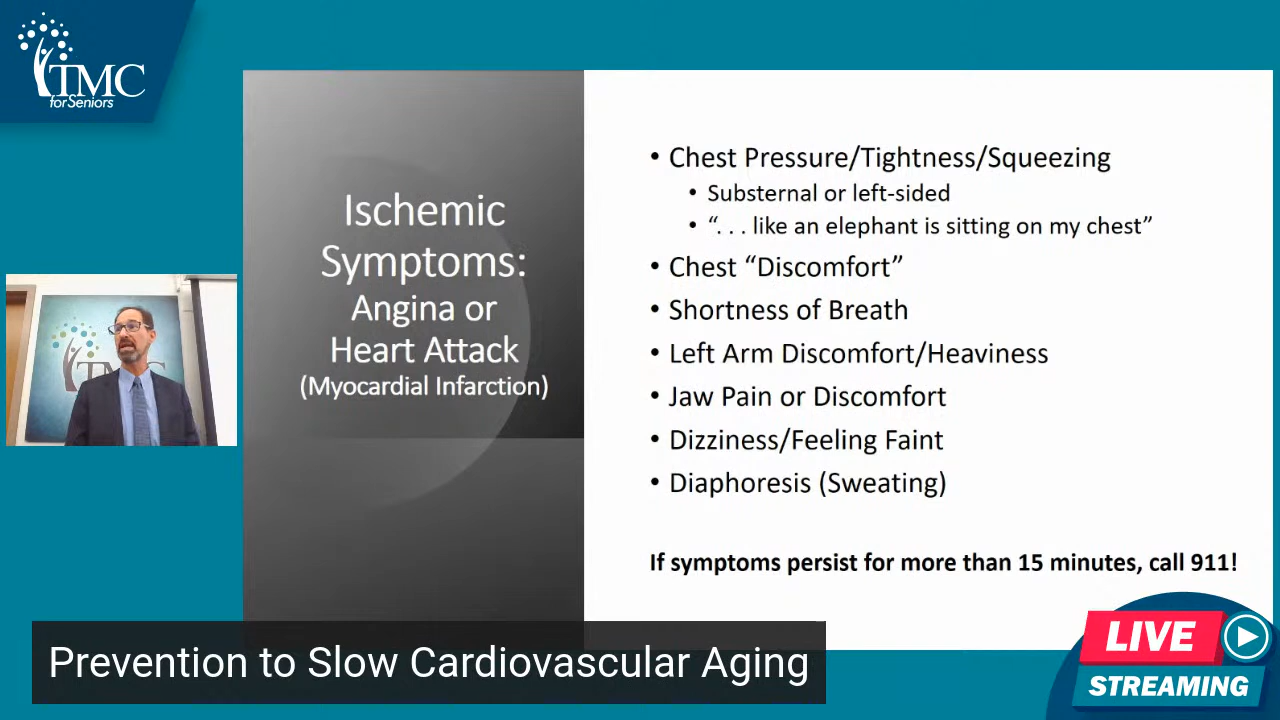 TMC
for Seniors
Ischemic
Symptoms:
Angina or
Heart Attack
(Myocardial Infarction)
• Chest Pressure/Tightness/Squeezing
• Substernal or left-sided
• “. . . like an elephant is sitting on my chest”
• Chest “Discomfort”
• Shortness of Breath
• Left Arm Discomfort/Heaviness
• Jaw Pain or Discomfort
• Dizziness/Feeling Faint
• Diaphoresis (Sweating)
If symptoms persist for more than 15 minutes, call 911!
TMC
Prevention to Slow Cardiovascular Aging
LIVE
STREAMING